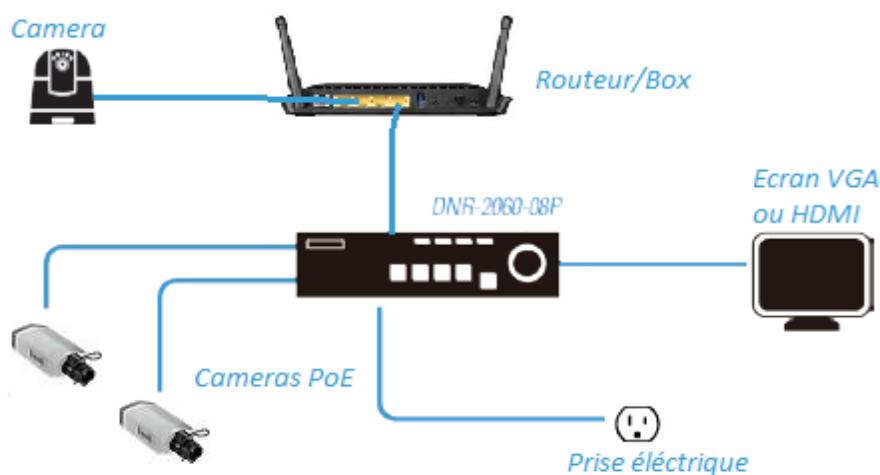 Camera
Routeur/Box
Ecran VGA
ou HDMI
DNR-2060-08P
Cameras PoE
Prise éléctrique